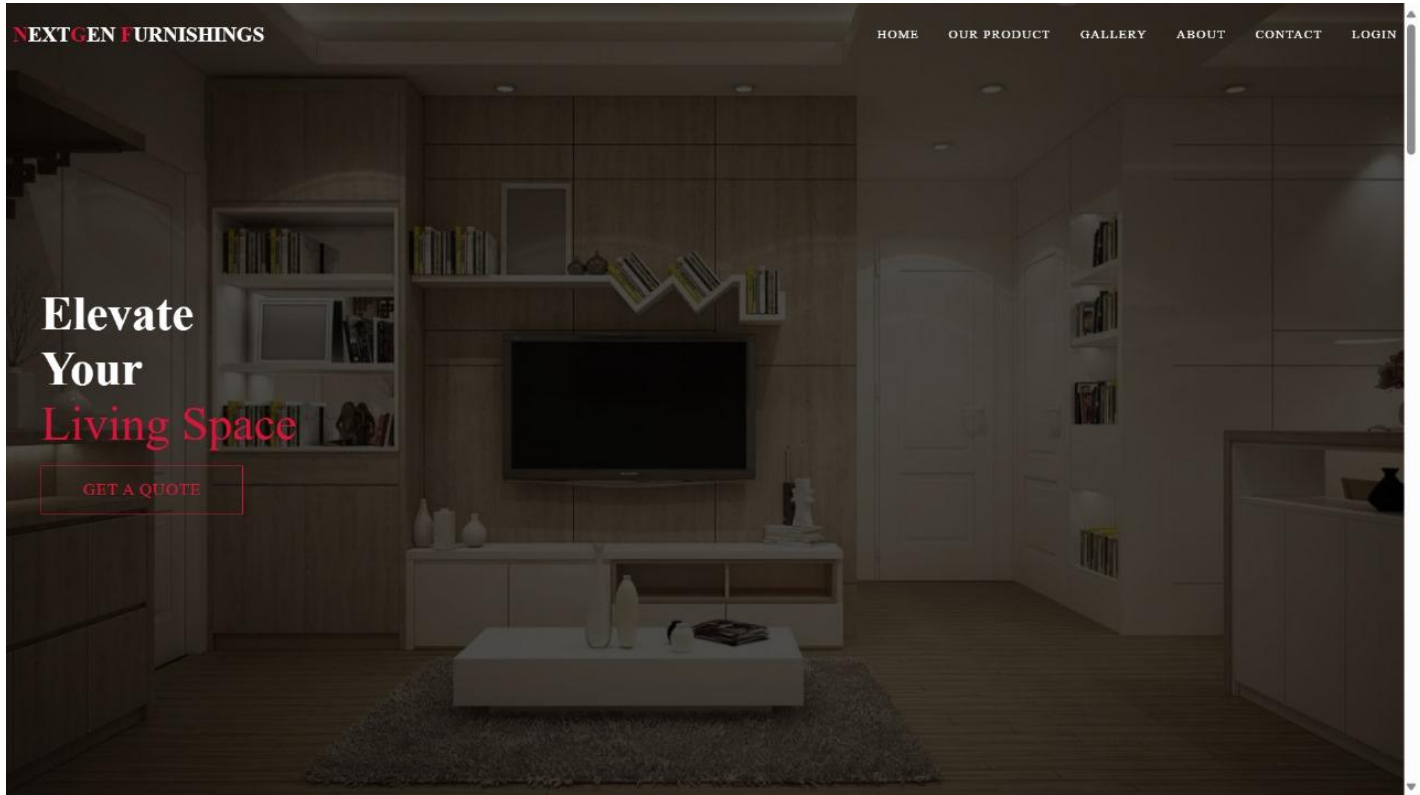 NEXTGEN FURNISHINGS
HOME OUR PRODUCT GALLERY ABOUT CONTACT LOGIN
Elevate
Your
Living Space
GET A QUOTE